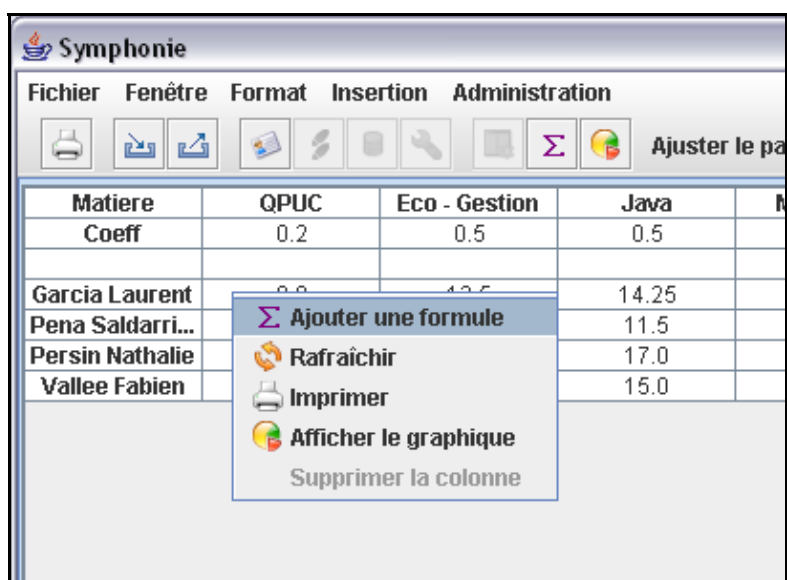 Symphonie
Fichier Fenêtre Format Insertion Administration
Ajuster le pa
Matiere QPUC Eco - Gestion Java
Coeff 0.2 0.5 0.5
Garcia Laurent 14.25
Pena Saldarri... 11.5
Persin Nathalie 17.0
Vallee Fabien 15.0
Σ Ajouter une formule
Rafraîchir
Imprimer
Afficher le graphique
Supprimer la colonne